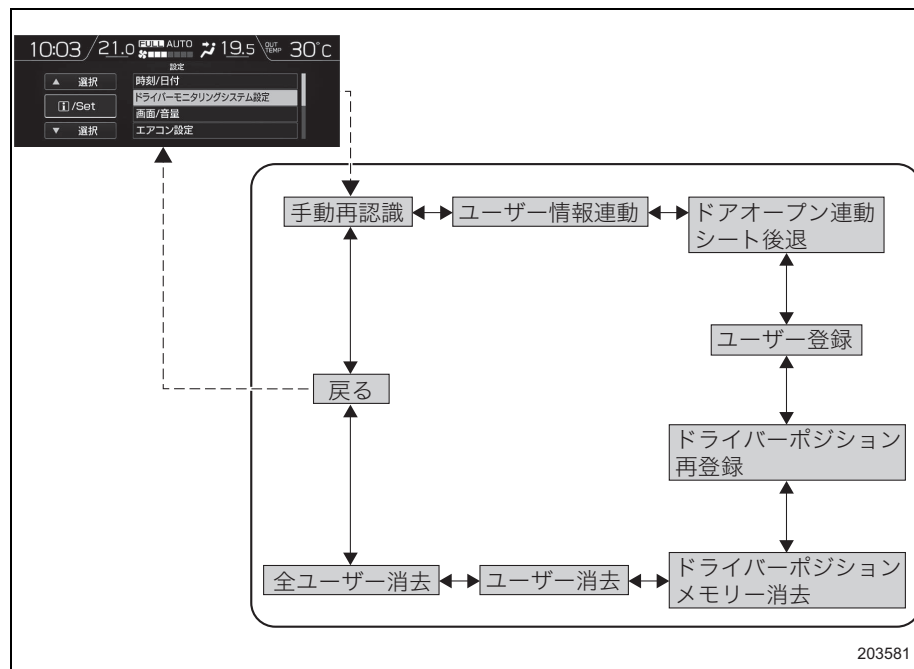 10:03 21.0 FULL AUTO 19.5 OUT TEMP 30°C
設定
▲ 選択
i/Set
▼ 選択
時刻/日付
ドライバーモニタリングシステム設定
画面/音量
エアコン設定
手動再認識
ユーザー情報連動
ドアオープン連動
シート後退
ユーザー登録
戻る
ドライバーポジション
再登録
全ユーザー消去
ユーザー消去
ドライバーポジション
メモリー消去
203581